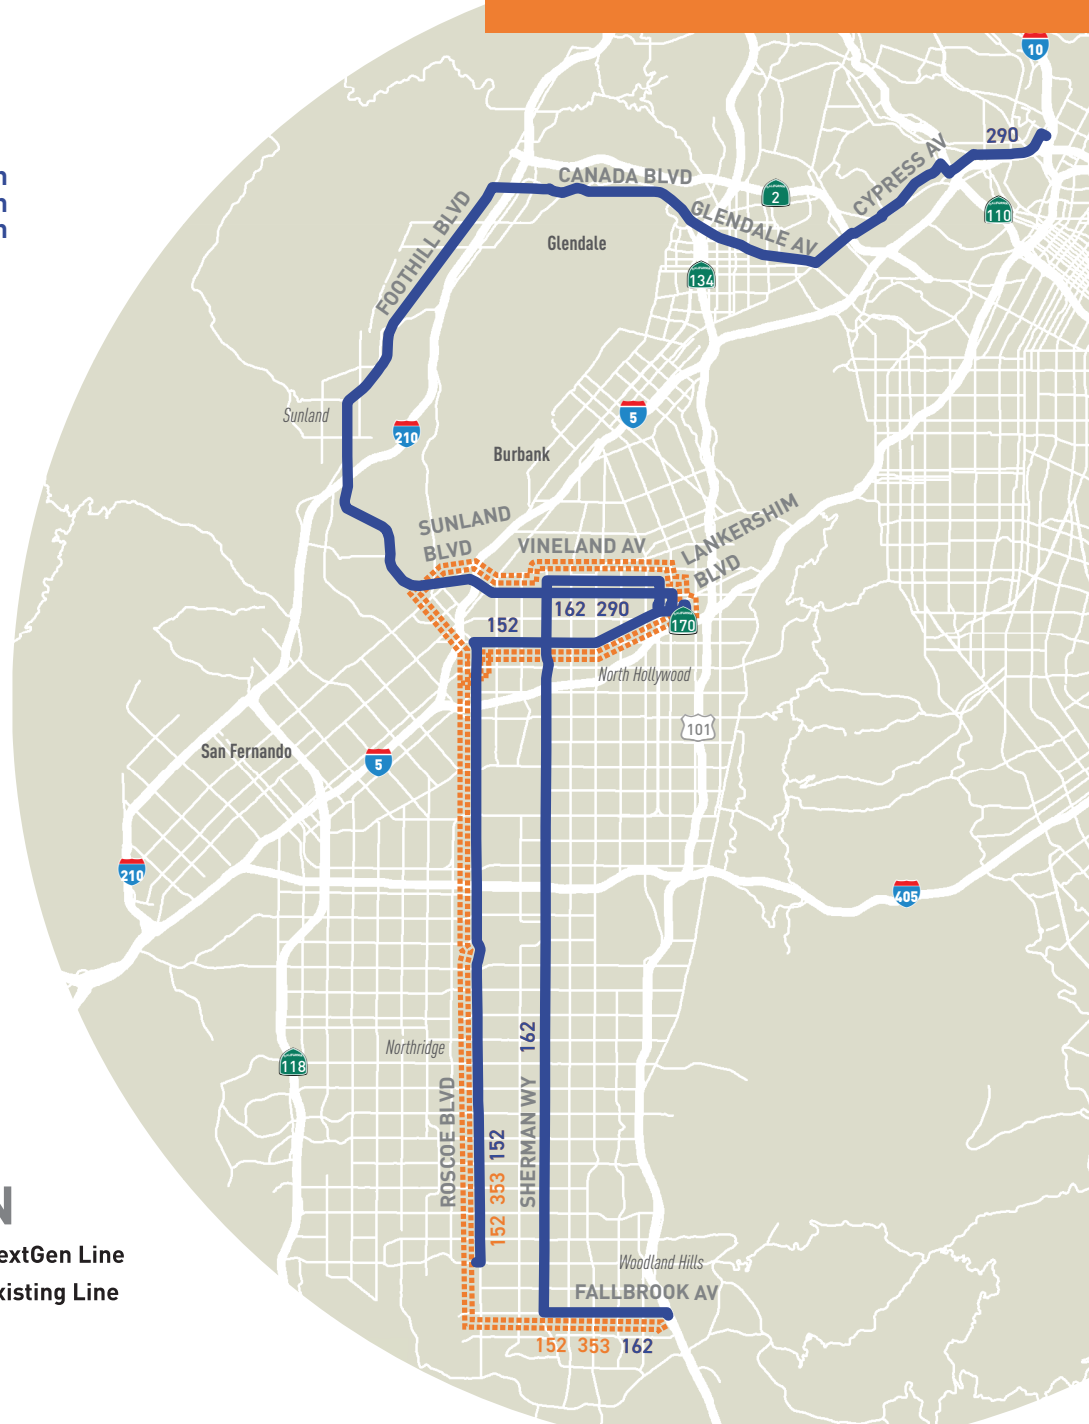 10
290
n
n
n
CANADA BLVD
CYPRESS AV
2
110
GLENDALE AV
FOOTHILL BLVD
Glendale
134
Sunland
5
210
Burbank
SUNLAND
BLVD
LANKERSHIM
BLVD
VINELAND AV
162 290
152
170
North Hollywood
101
San Fernando
5
210
405
162
Northridge
118
ROSCOE BLVD
152 353 152
SHERMAN WY
N
extGen Line
xisting Line
Woodland Hills
FALLBROOK AV
152 353 162